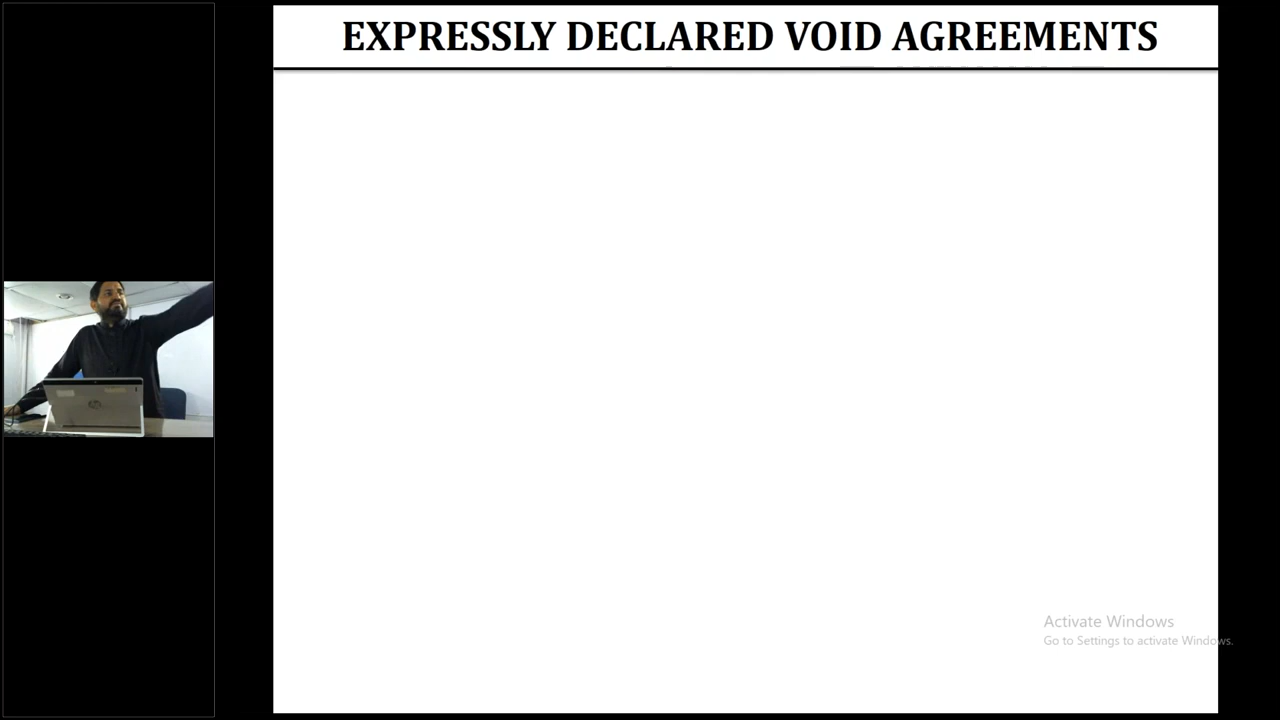 EXPRESSLY DECLARED VOID AGREEMENTS
Activate Windows
Go to Settings to activate Windows.